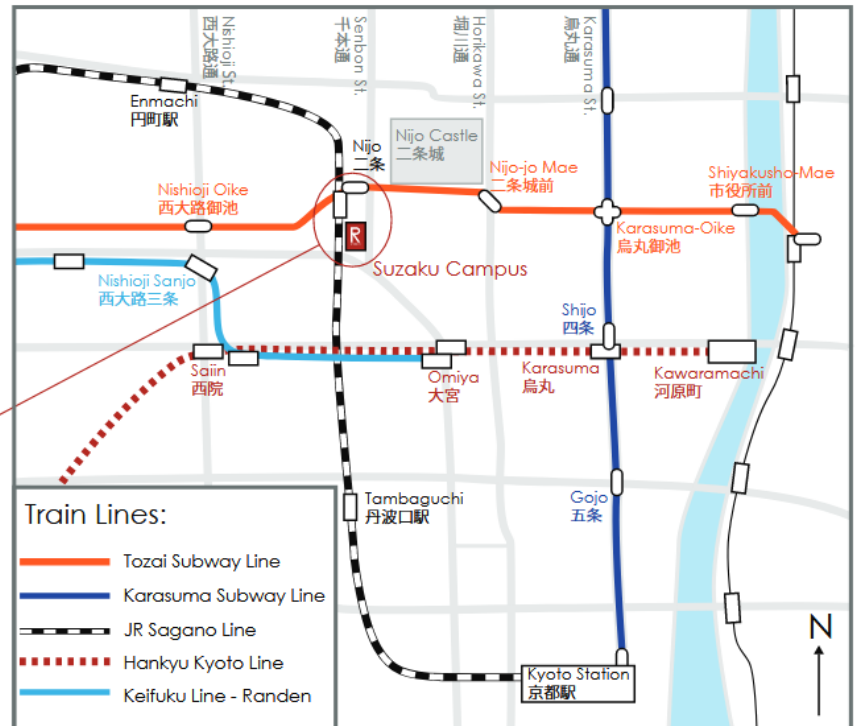 Nishioji St.
西大路通
Senbon St.
千本通
Horikawa St.
堀川通
Karasuma St.
烏丸通
Enmachi
円町駅
Nijo
二条
Nijo Castle
二条城
Nijo-jo Mae
二条城前
Shiyakusho-Mae
市役所前
Nishioji Oike
西大路御池
Karasuma-Oike
烏丸御池
R
Suzaku Campus
Nishioji Sanjo
西大路三条
Shijo
四条
Saiin
西院
Omiya
大宮
Karasuma
烏丸
Kawaramachi
河原町
Tambaguchi
丹波口駅
Gojo
五条
Train Lines:
Tozai Subway Line
Karasuma Subway Line
JR Sagano Line
Hankyu Kyoto Line
Keifuku Line - Randen
Kyoto Station
京都駅
N